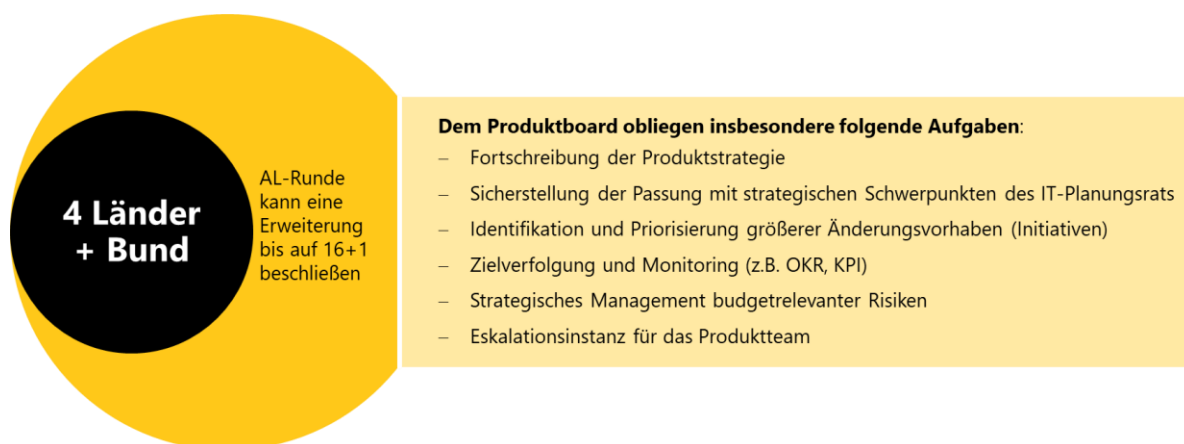 4 Länder
+ Bund
AL-Runde
kann eine
Erweiterung
bis auf 16+1
beschließen
Dem Produktboard obliegen insbesondere folgende Aufgaben:
– Fortschreibung der Produktstrategie
– Sicherstellung der Passung mit strategischen Schwerpunkten des IT-Planungsrats
– Identifikation und Priorisierung größerer Änderungsvorhaben (Initiativen)
– Zielverfolgung und Monitoring (z.B. OKR, KPI)
– Strategisches Management budgetrelevanter Risiken
– Eskalationsinstanz für das Produktteam